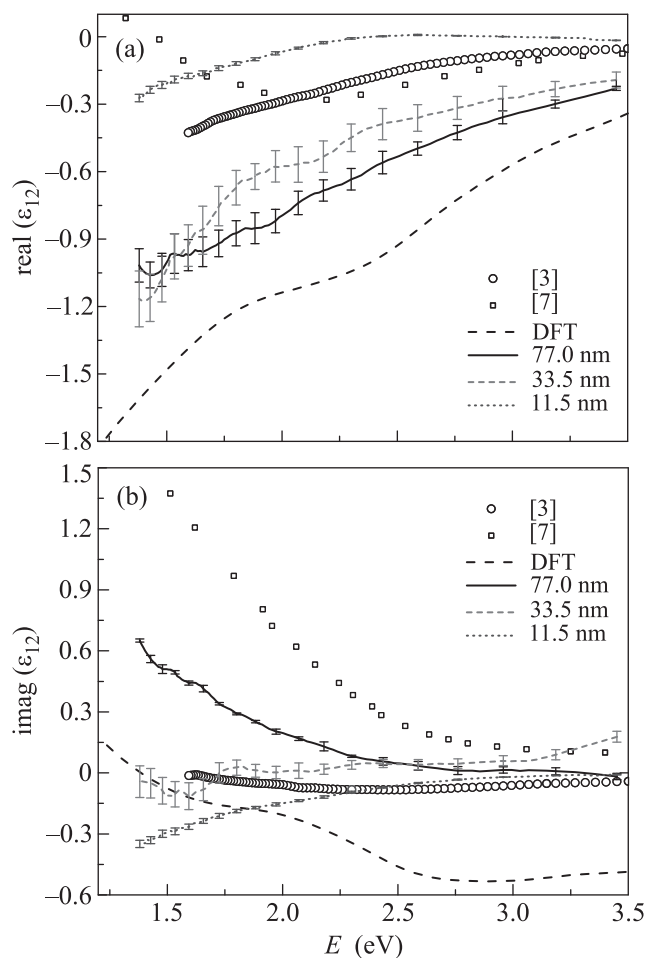 0
(a)
−0.3
−0.6
−0.9
−1.2
−1.5
−1.8
real (ε₁₂)
[3]
[7]
DFT
77.0 nm
33.5 nm
11.5 nm
1.5
(b)
1.2
0.9
0.6
0.3
0
−0.3
−0.6
imag (ε₁₂)
[3]
[7]
DFT
77.0 nm
33.5 nm
11.5 nm
1.5 2.0 2.5 3.0 3.5
E (eV)